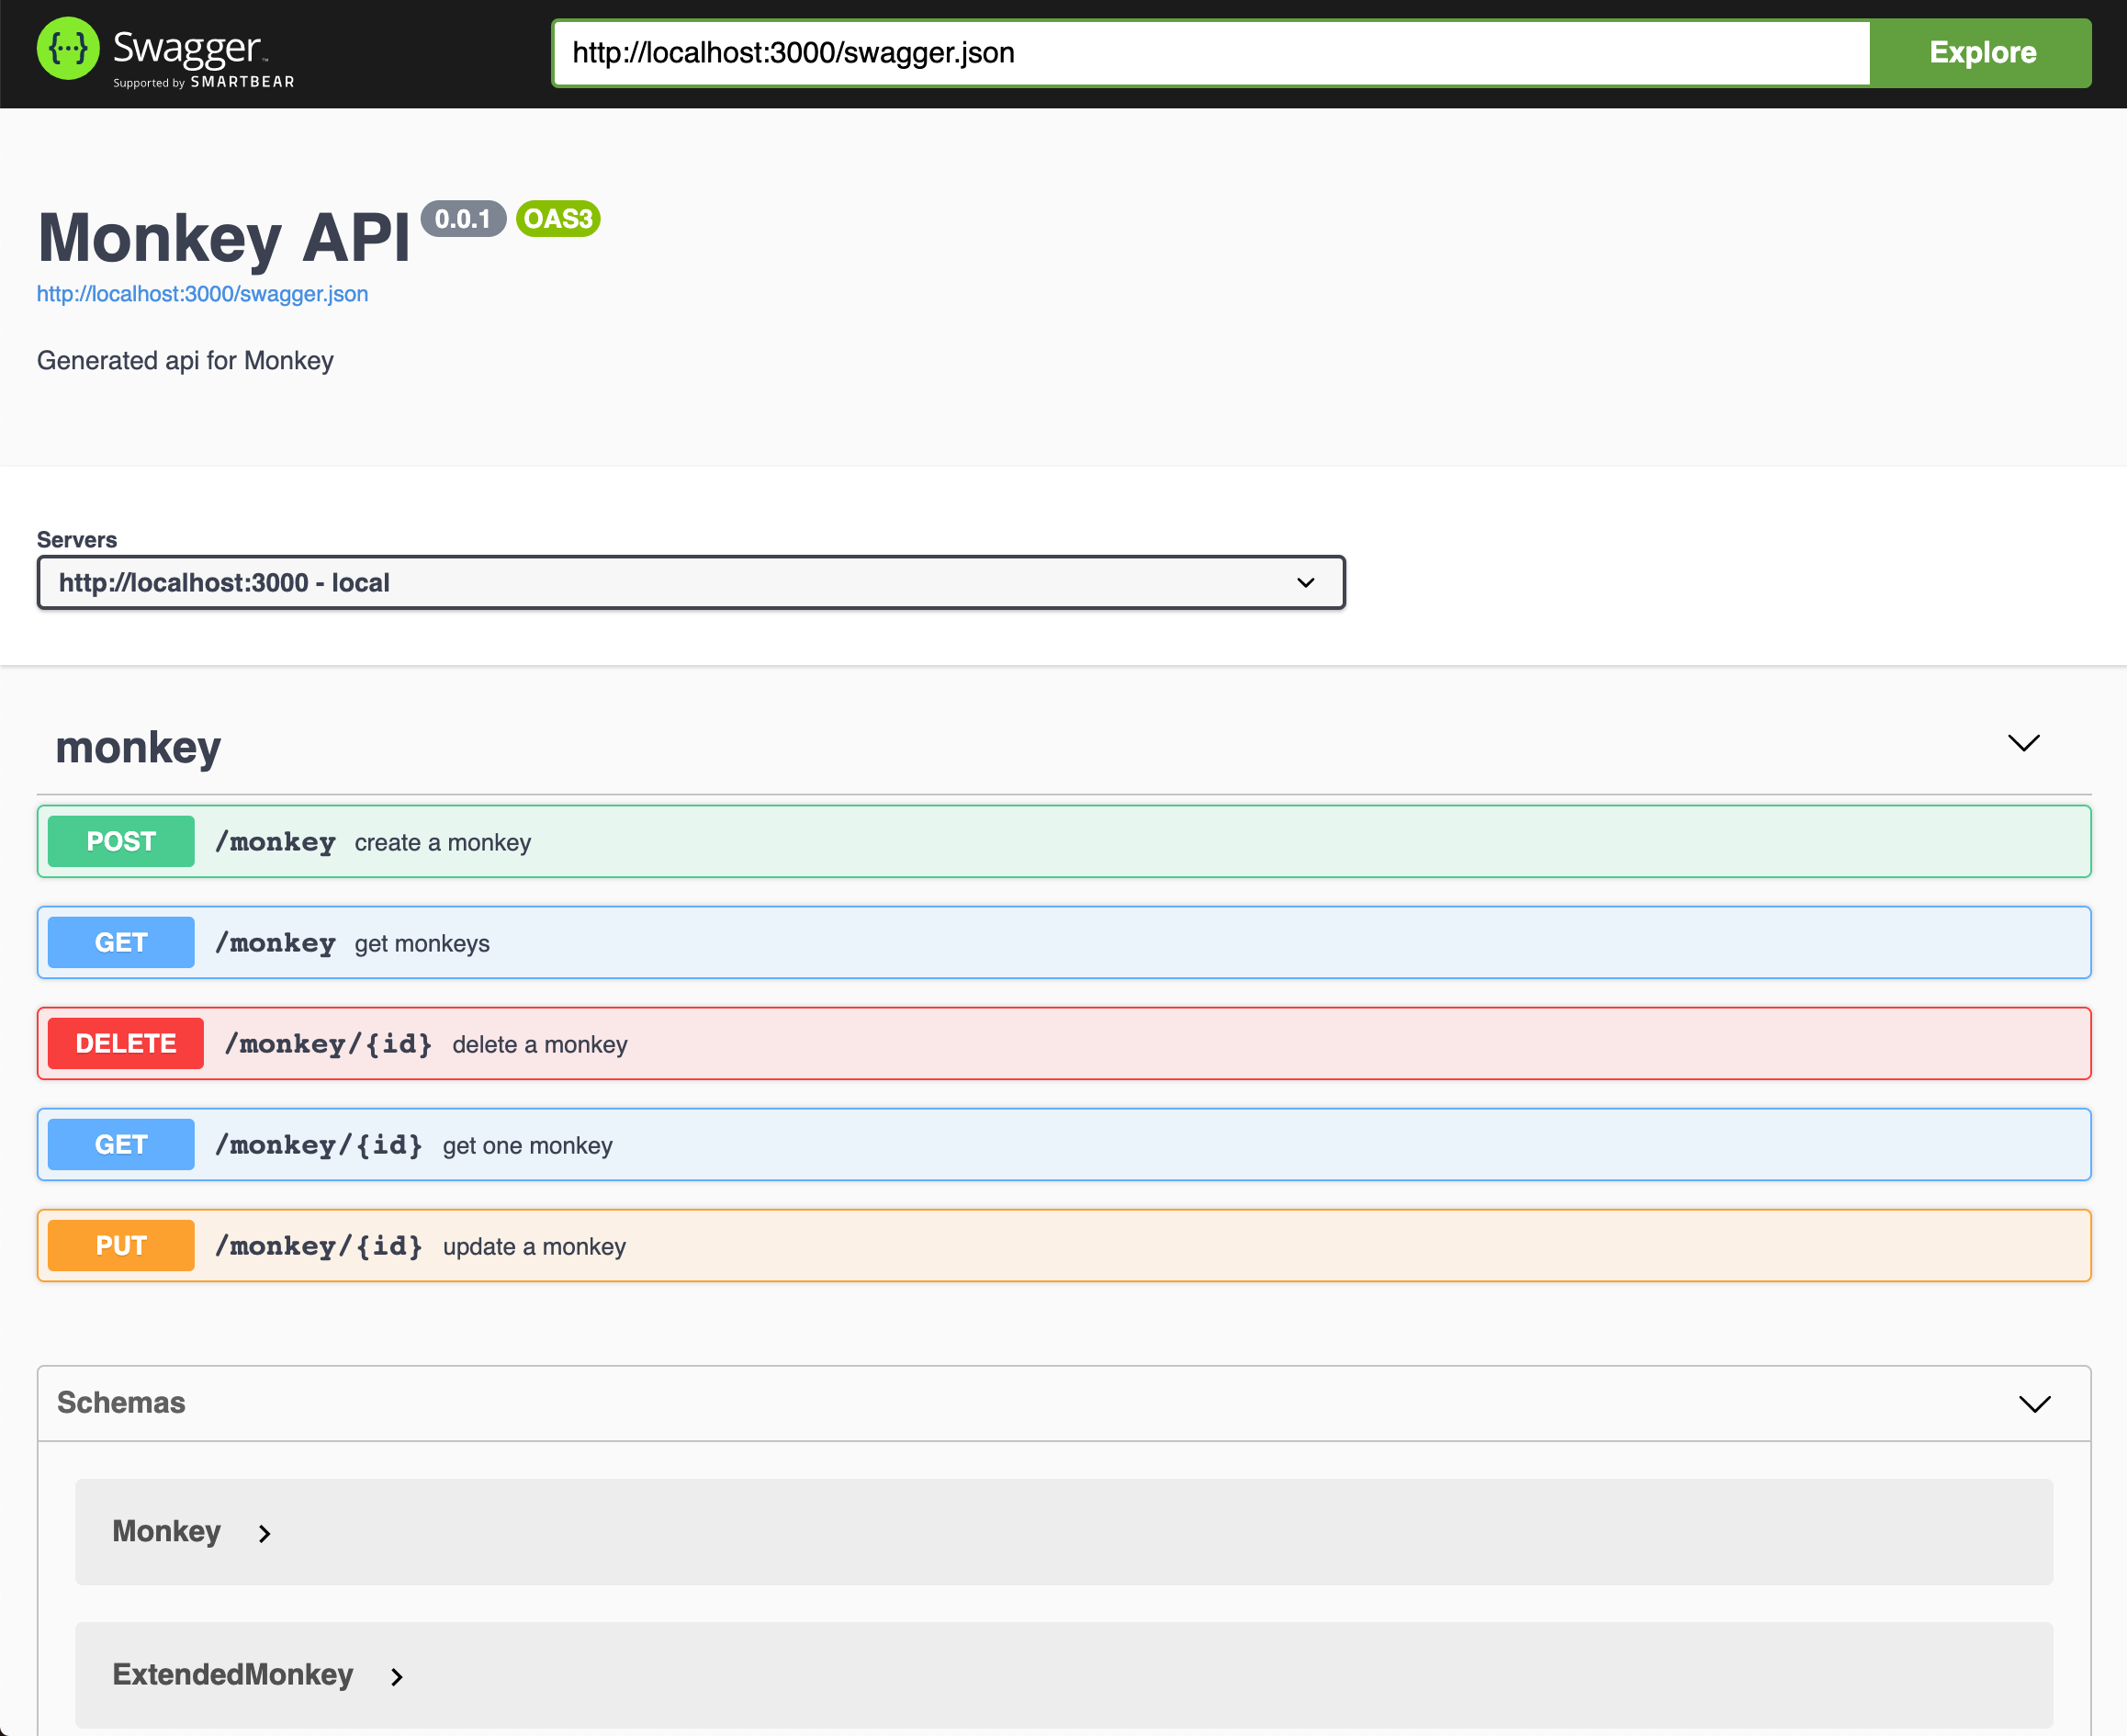 {...} Swagger™
Supported by SMARTBEAR
http://localhost:3000/swagger.json
Explore
Monkey API 0.0.1 OAS3
http://localhost:3000/swagger.json
Generated api for Monkey
Servers
http://localhost:3000 - local
monkey
POST /monkey create a monkey
GET /monkey get monkeys
DELETE /monkey/{id} delete a monkey
GET /monkey/{id} get one monkey
PUT /monkey/{id} update a monkey
Schemas
Monkey
ExtendedMonkey